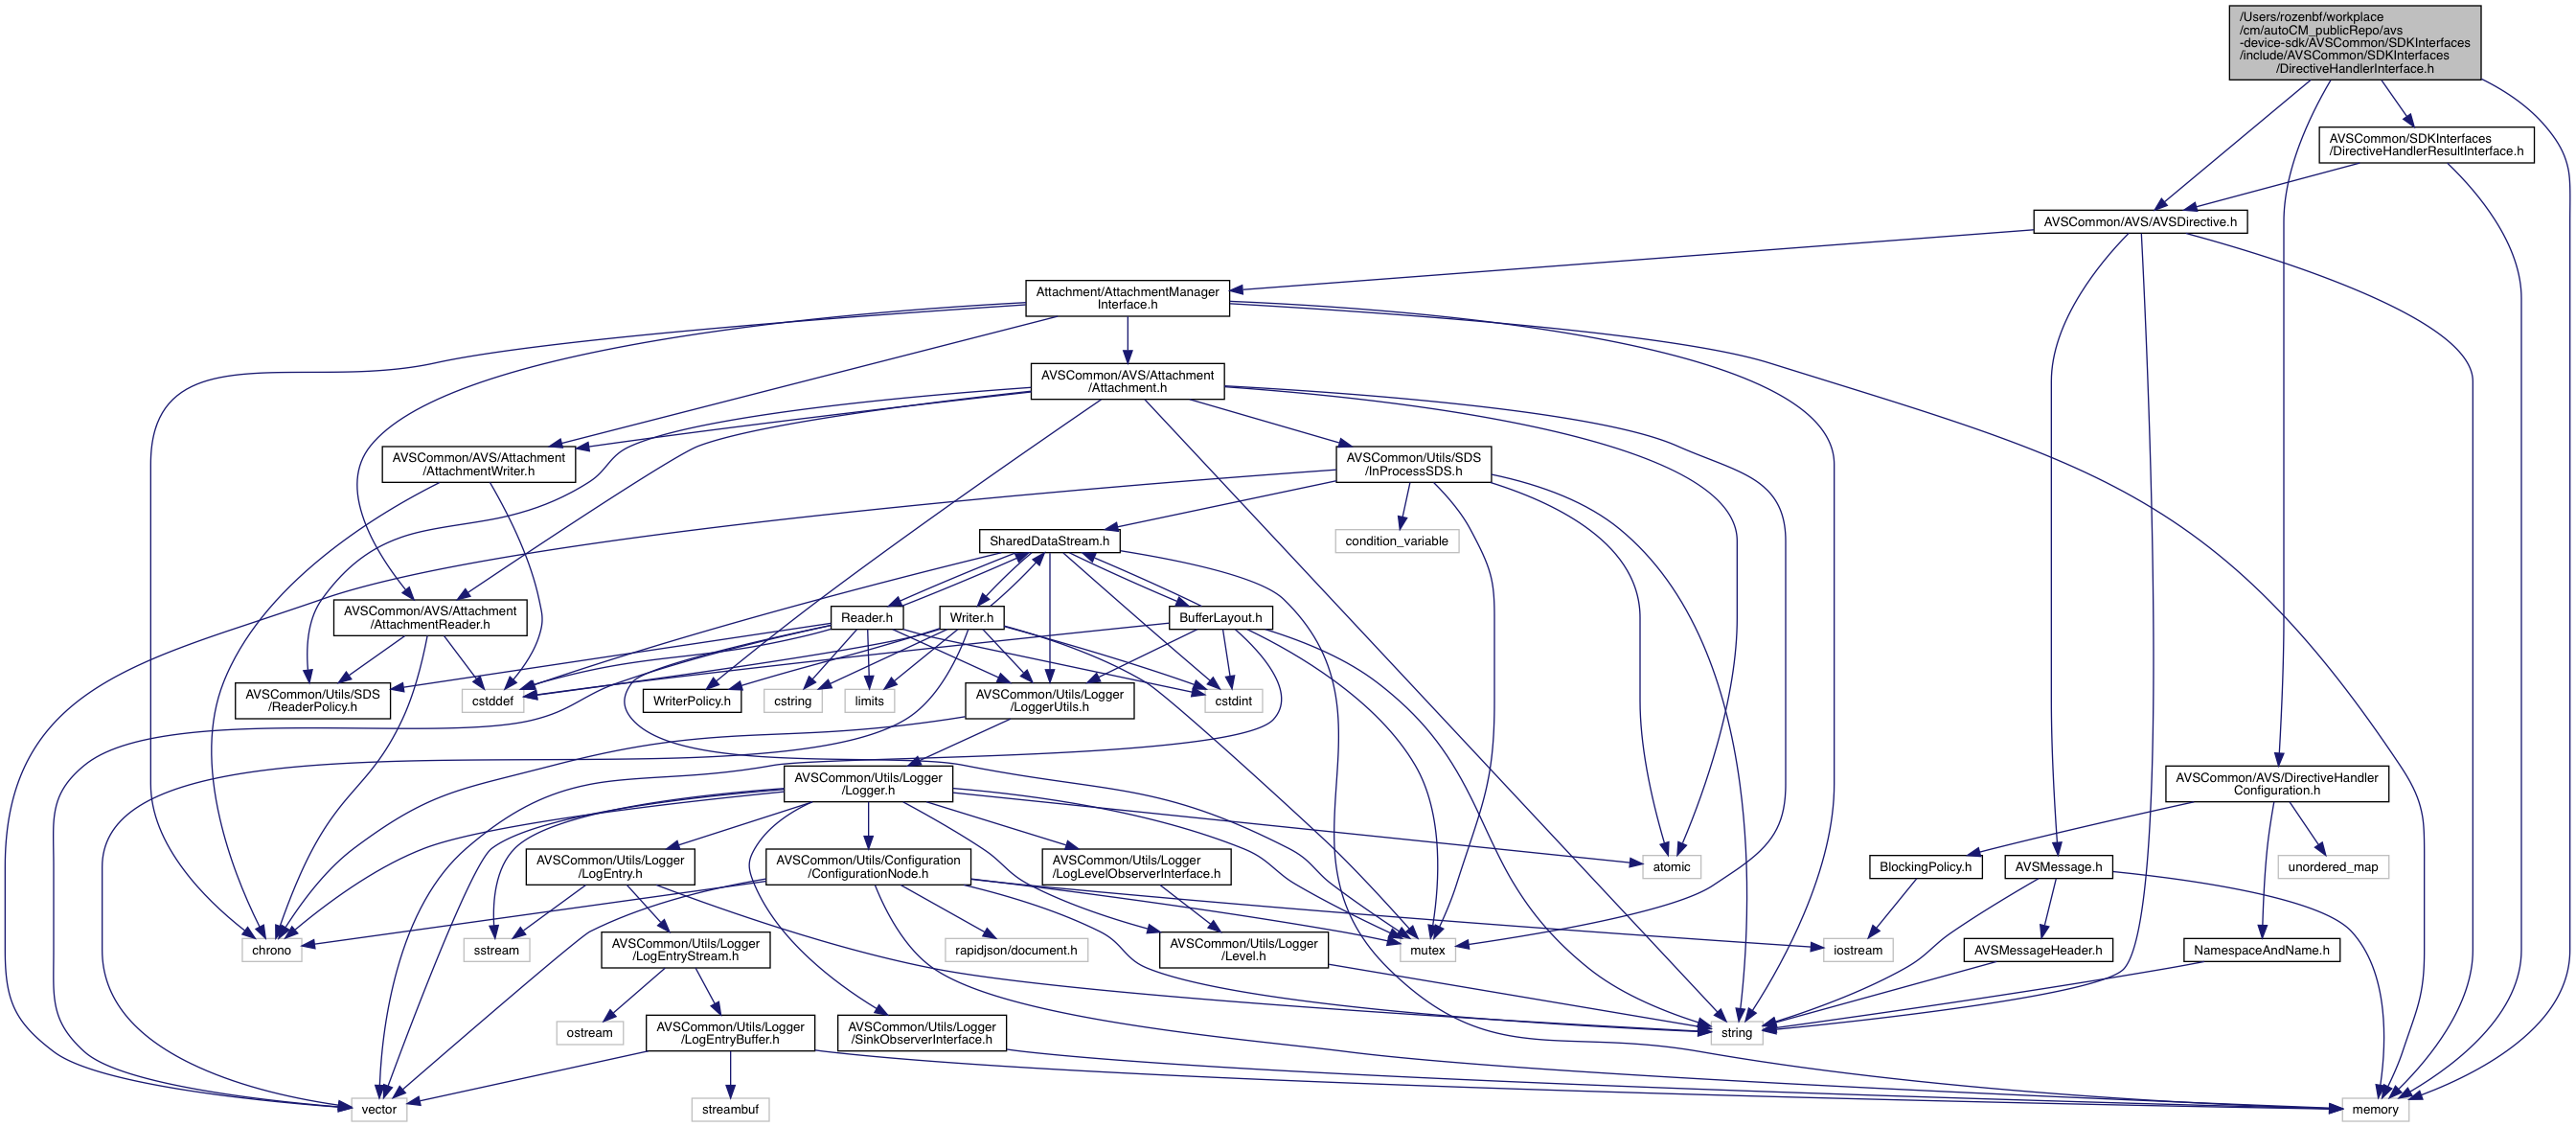 /Users/rozenbf/workplace
/cm/autoCM_publicRepo/avs
-device-sdk/AVSCommon/SDKInterfaces
/include/AVSCommon/SDKInterfaces
/DirectiveHandlerInterface.h
AVSCommon/SDKInterfaces
/DirectiveHandlerResultInterface.h
AVSCommon/AVS/AVSDirective.h
Attachment/AttachmentManager
Interface.h
AVSCommon/AVS/Attachment
/Attachment.h
AVSCommon/AVS/Attachment
/AttachmentWriter.h
AVSCommon/Utils/SDS
/InProcessSDS.h
SharedDataStream.h
condition_variable
AVSCommon/AVS/Attachment
/AttachmentReader.h
Reader.h
Writer.h
BufferLayout.h
AVSCommon/Utils/SDS
/ReaderPolicy.h
cstddef
WriterPolicy.h
cstring
limits
AVSCommon/Utils/Logger
/LoggerUtils.h
cstdint
AVSCommon/Utils/Logger
/Logger.h
AVSCommon/AVS/DirectiveHandler
Configuration.h
AVSCommon/Utils/Logger
/LogEntry.h
AVSCommon/Utils/Configuration
/ConfigurationNode.h
AVSCommon/Utils/Logger
/LogLevelObserverInterface.h
atomic
BlockingPolicy.h
AVSMessage.h
unordered_map
chrono
sstream
AVSCommon/Utils/Logger
/LogEntryStream.h
rapidjson/document.h
AVSCommon/Utils/Logger
/Level.h
mutex
iostream
AVSMessageHeader.h
NamespaceAndName.h
ostream
AVSCommon/Utils/Logger
/LogEntryBuffer.h
AVSCommon/Utils/Logger
/SinkObserverInterface.h
string
vector
streambuf
memory